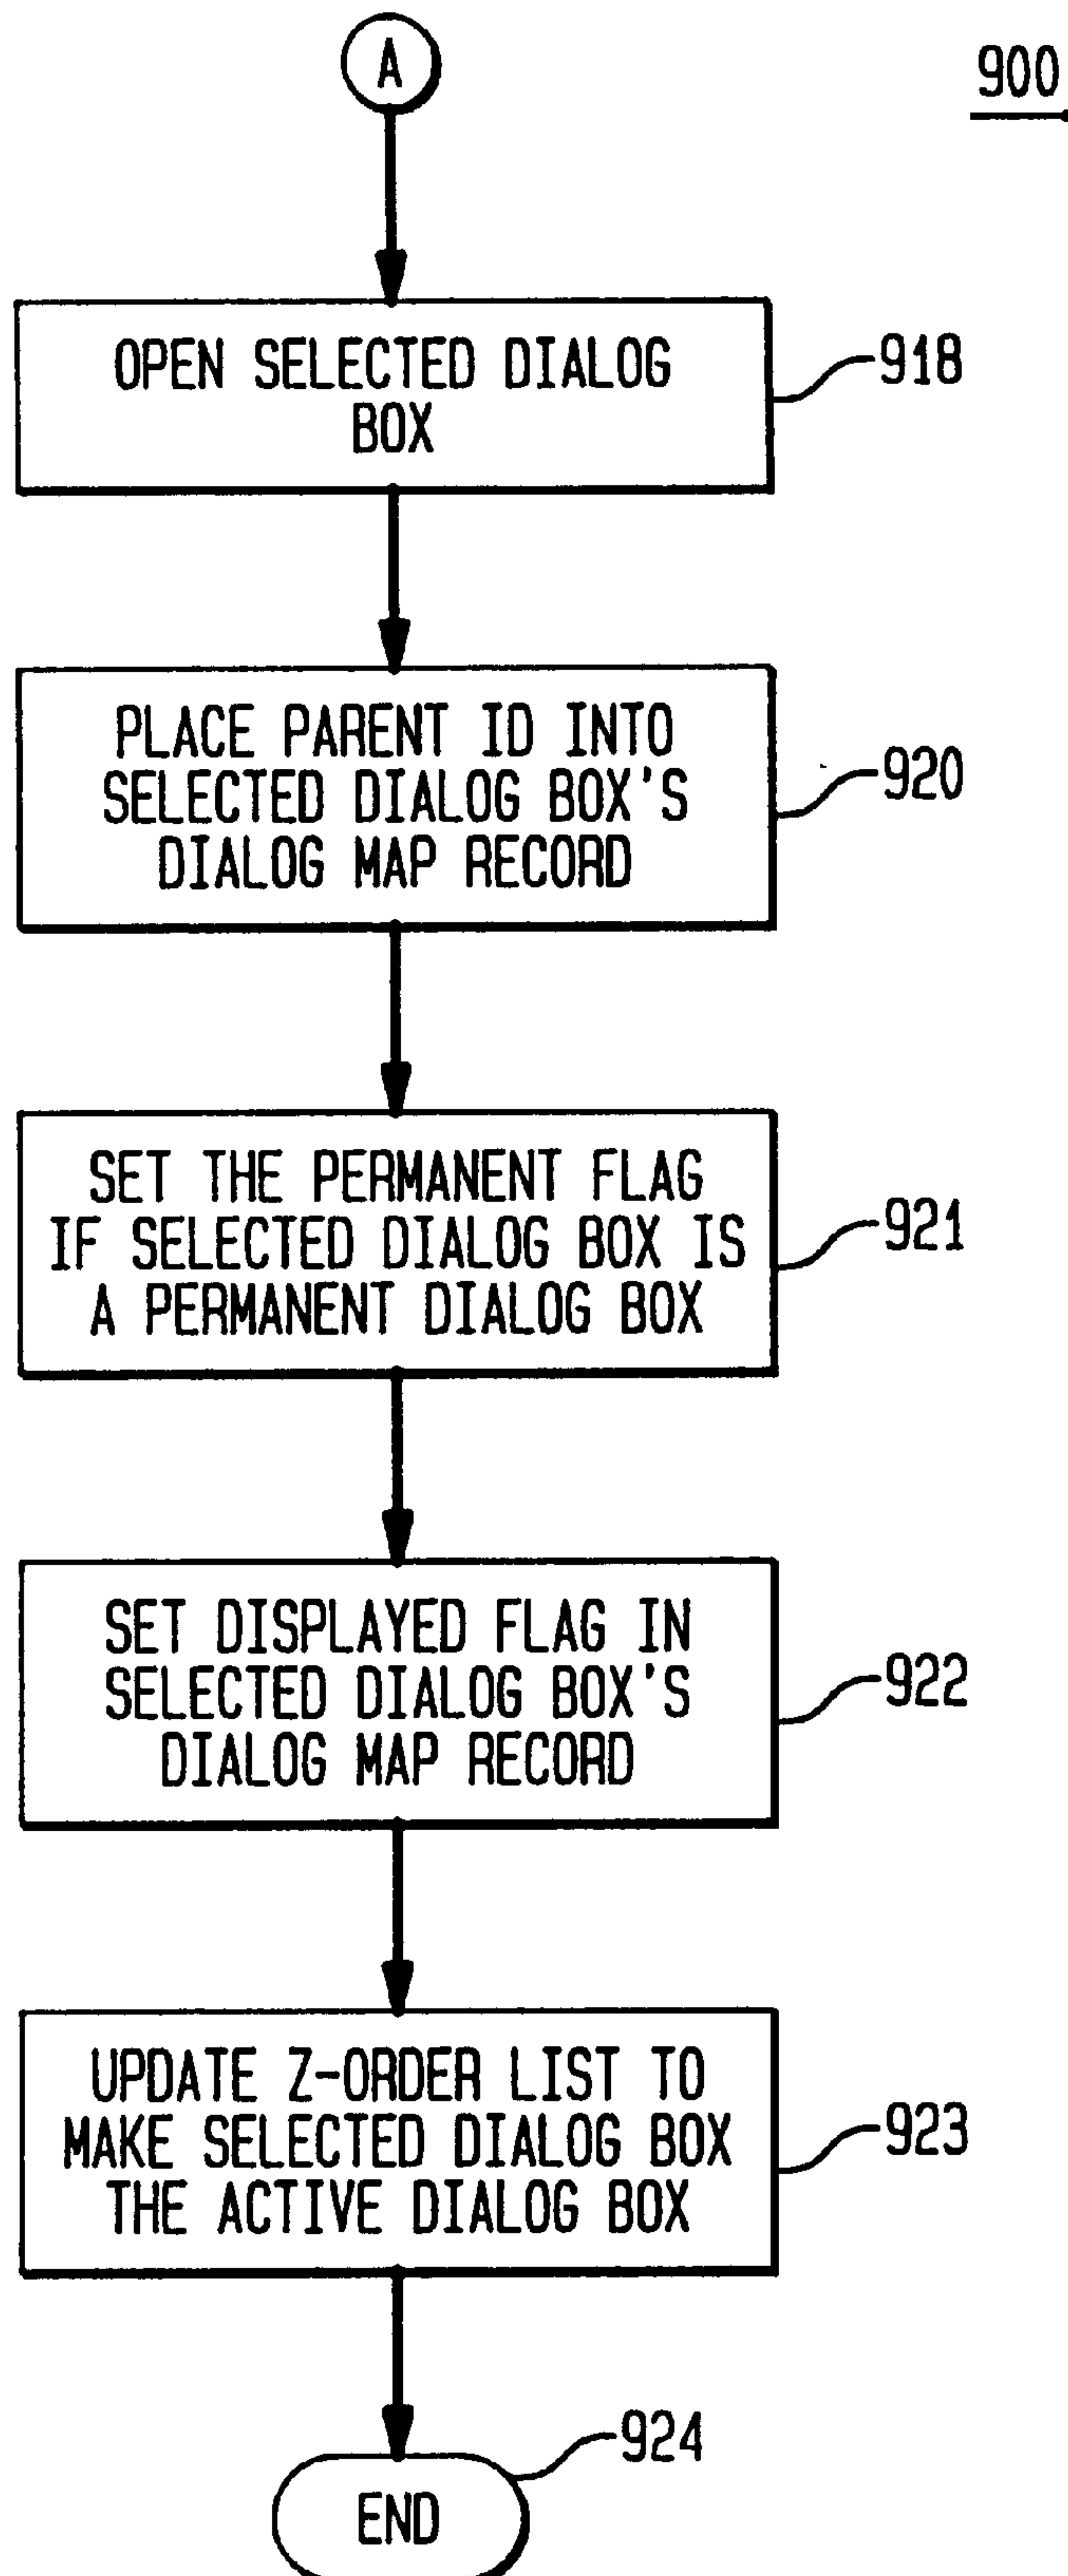 A
900
OPEN SELECTED DIALOG
BOX
918
PLACE PARENT ID INTO
SELECTED DIALOG BOX'S
DIALOG MAP RECORD
920
SET THE PERMANENT FLAG
IF SELECTED DIALOG BOX IS
A PERMANENT DIALOG BOX
921
SET DISPLAYED FLAG IN
SELECTED DIALOG BOX'S
DIALOG MAP RECORD
922
UPDATE Z-ORDER LIST TO
MAKE SELECTED DIALOG BOX
THE ACTIVE DIALOG BOX
923
924
END